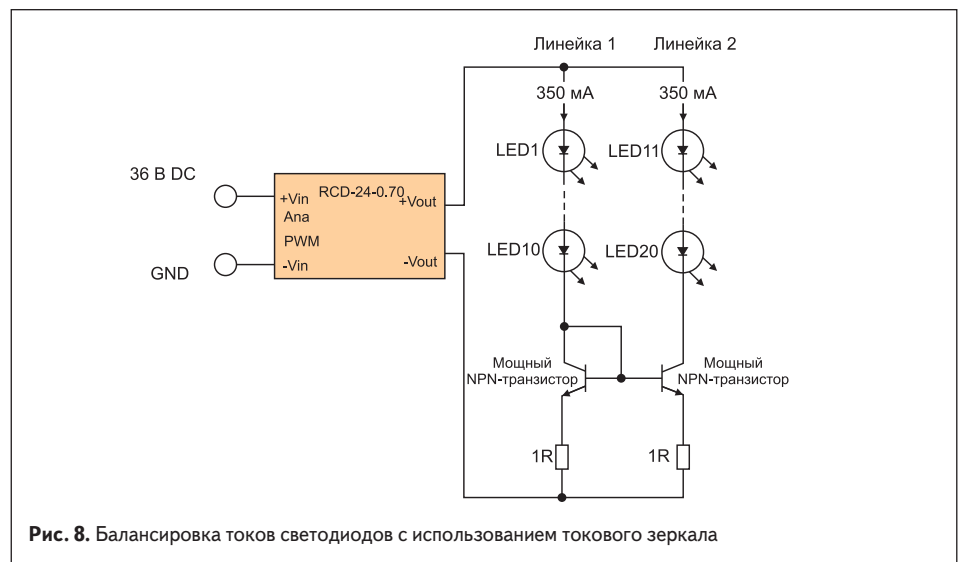 Линейка 1 Линейка 2
350 мА 350 мА
LED1 LED11
36 В DC
RCD-24-0.70
+Vin +Vout
Ana
PWM
-Vin -Vout
GND
LED10 LED20
Мощный
NPN-транзистор
Мощный
NPN-транзистор
1R 1R
Рис. 8. Балансировка токов светодиодов с использованием токового зеркала